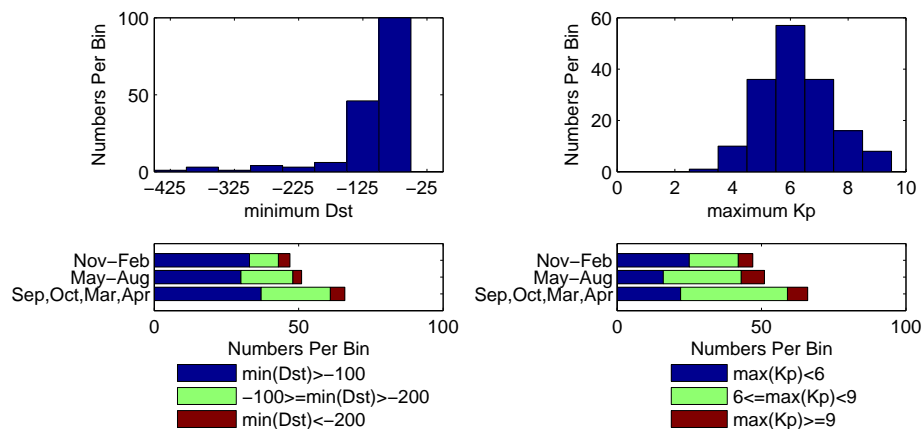 100
50
0
Numbers Per Bin
−425 −325 −225 −125 −25
minimum Dst
60
40
20
0
Numbers Per Bin
0 2 4 6 8 10
maximum Kp
Nov−Feb
May−Aug
Sep,Oct,Mar,Apr
0 50 100
Numbers Per Bin
min(Dst)>−100
−100>=min(Dst)>−200
min(Dst)<−200
Nov−Feb
May−Aug
Sep,Oct,Mar,Apr
0 50 100
Numbers Per Bin
max(Kp)<6
6<=max(Kp)<9
max(Kp)>=9